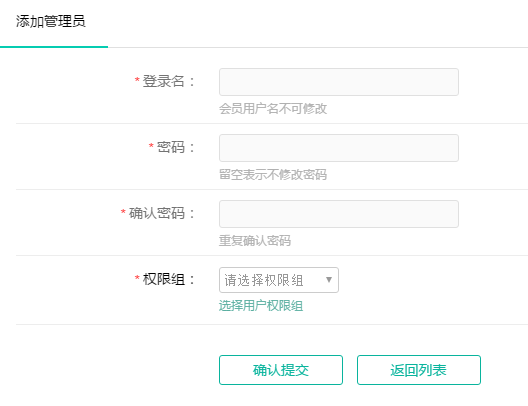 添加管理员
*登录名：
会员用户名不可修改
*密码：
留空表示不修改密码
*确认密码：
重复确认密码
*权限组： 请选择权限组 ▼
选择用户权限组
确认提交 返回列表